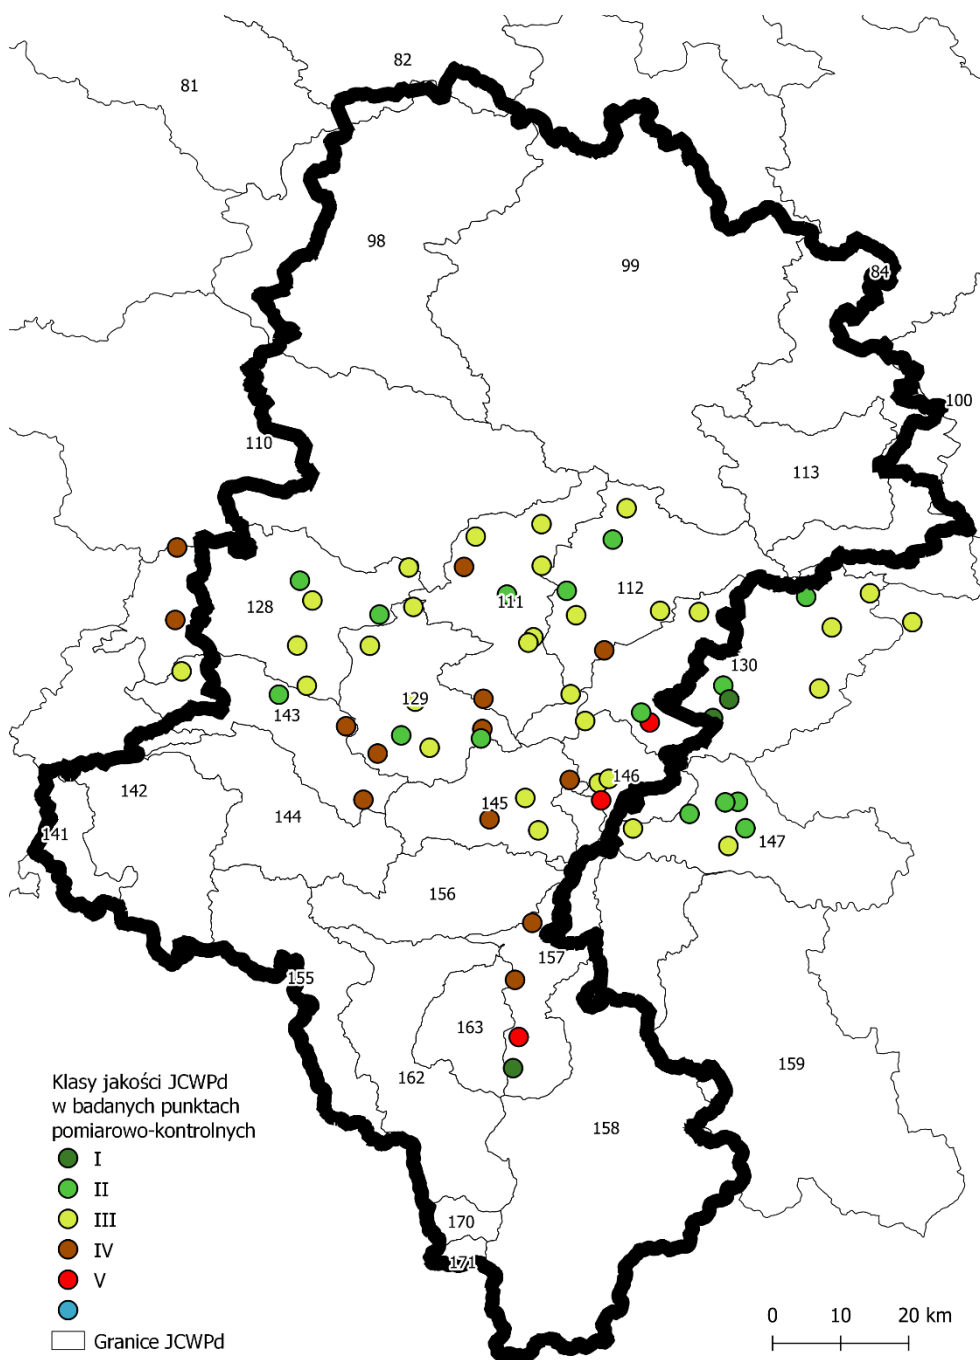 82
81
98
99
84
100
110
113
128
111
112
130
129
143
142
144
145
146
141
147
156
157
155
163
162
159
158
170
171
Klasy jakości JCWPd
w badanych punktach
pomiarowo-kontrolnych
I
II
III
IV
V
Granice JCWPd
0 10 20 km